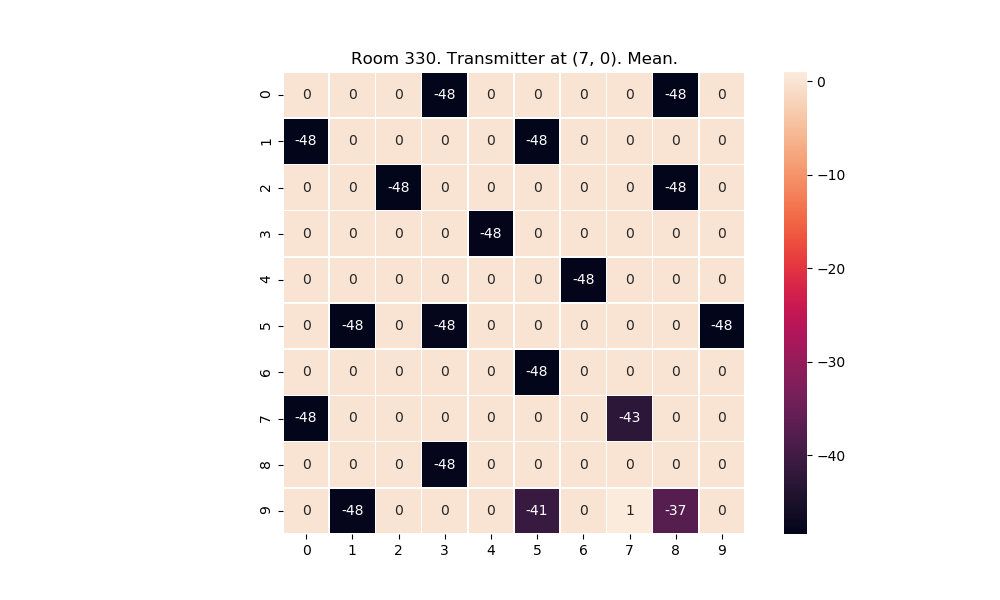 Room 330. Transmitter at (7, 0). Mean.
0 0 0 0 -48 0 0 0 0 -48 0
1 -48 0 0 0 0 -48 0 0 0 0
2 0 0 -48 0 0 0 0 0 -48 0
3 0 0 0 0 -48 0 0 0 0 0
4 0 0 0 0 0 0 -48 0 0 0
5 0 -48 0 -48 0 0 0 0 0 -48
6 0 0 0 0 0 -48 0 0 0 0
7 -48 0 0 0 0 0 0 -43 0 0
8 0 0 0 -48 0 0 0 0 0 0
9 0 -48 0 0 0 -41 0 1 -37 0
0 1 2 3 4 5 6 7 8 9
0
−10
−20
−30
−40